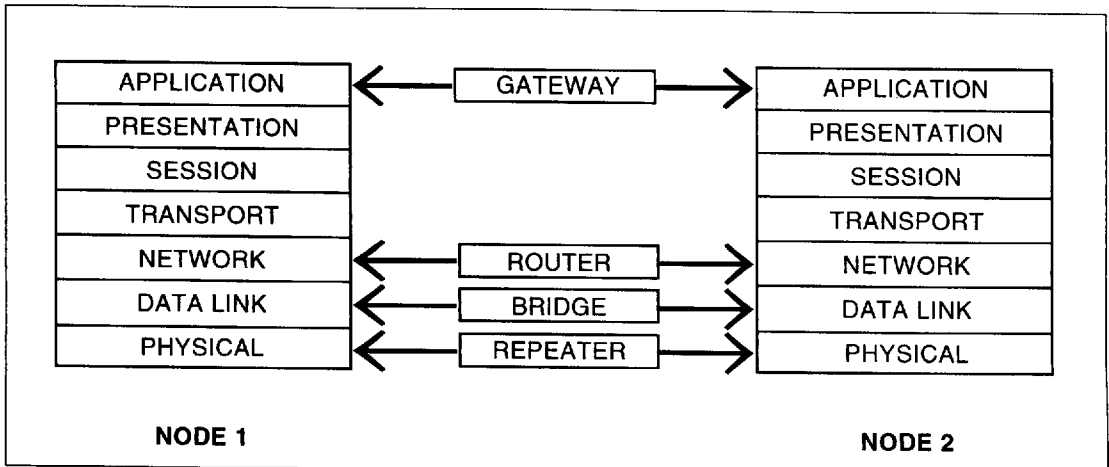 APPLICATION
PRESENTATION
SESSION
TRANSPORT
NETWORK
DATA LINK
PHYSICAL
NODE 1
GATEWAY
ROUTER
BRIDGE
REPEATER
APPLICATION
PRESENTATION
SESSION
TRANSPORT
NETWORK
DATA LINK
PHYSICAL
NODE 2